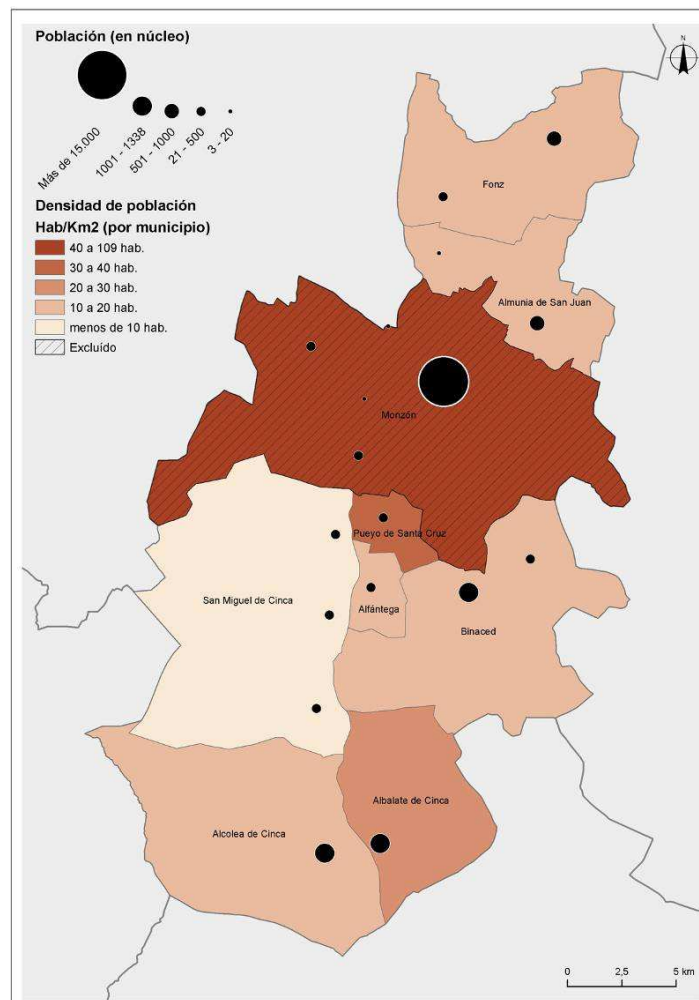 Población (en núcleo)
Más de 15.000
1001 - 1338
501 - 1000
21 - 500
3 - 20
Densidad de población
Hab/Km2 (por municipio)
40 a 109 hab.
30 a 40 hab.
20 a 30 hab.
10 a 20 hab.
menos de 10 hab.
Excluído
N
Fonz
Almunia de San Juan
Monzón
Pueyo de Santa Cruz
San Miguel de Cinca
Alfántega
Binaced
Albalate de Cinca
Alcolea de Cinca
0 2,5 5 km